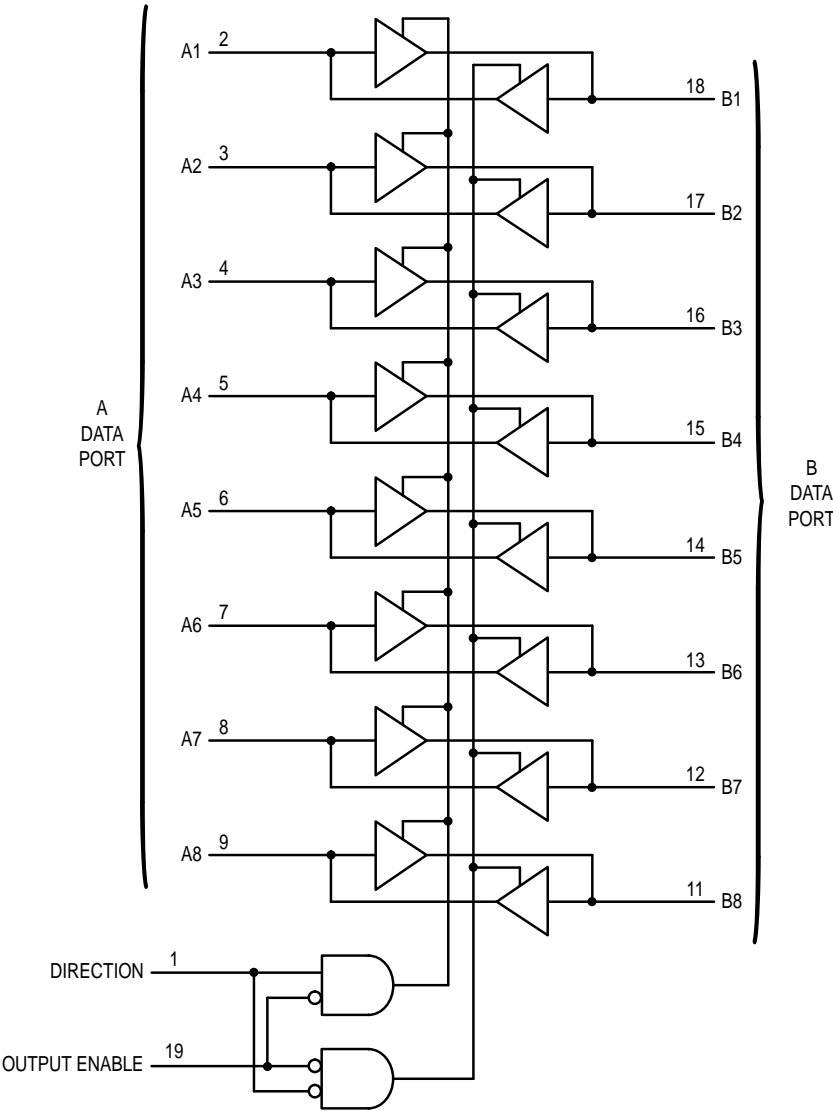 A1 2
18 B1
A2 3
17 B2
A3 4
16 B3
A4 5
15 B4
A
DATA
PORT
B
DATA
PORT
A5 6
14 B5
A6 7
13 B6
A7 8
12 B7
A8 9
11 B8
DIRECTION 1
OUTPUT ENABLE 19